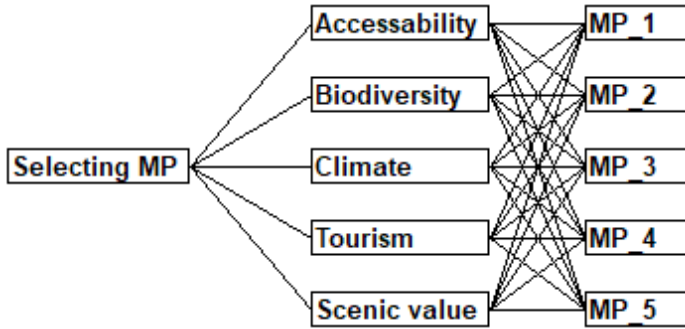 Accessability
MP_1
Biodiversity
MP_2
Selecting MP
Climate
MP_3
Tourism
MP_4
Scenic value
MP_5